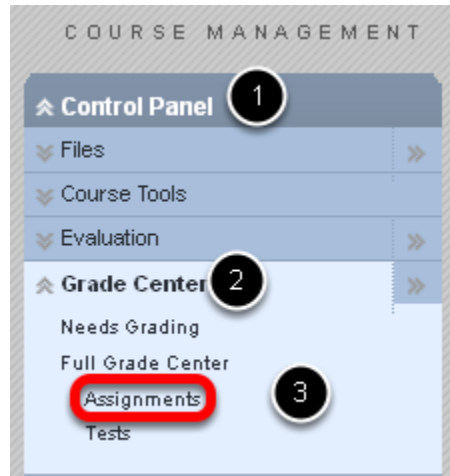 COURSE MANAGEMENT
Control Panel 1
Files
Course Tools
Evaluation
Grade Center 2
Needs Grading
Full Grade Center
Assignments 3
Tests